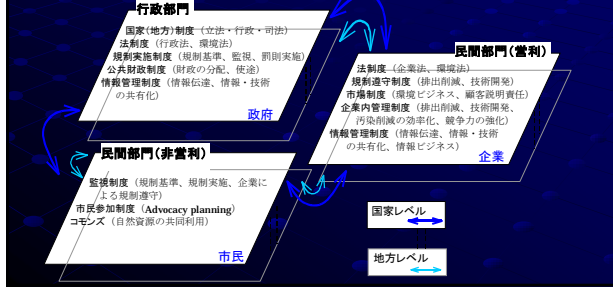 行政部門
国家（地方）制度（立法・行政・司法）
法制度（行政法、環境法）
規制実施制度（規制基準、監視、罰則実施）
公共財政制度（財政の分配、使途）
情報管理制度（情報伝達、情報・技術
の共有化）
政府
民間部門（営利）
法制度（企業法、環境法）
規制遵守制度（排出削減、技術開発）
市場制度（環境ビジネス、顧客説明責任）
企業内管理制度（排出削減、技術開発、
汚染削減の効率化、競争力の強化）
情報管理制度（情報伝達、情報・技術
の共有化、情報ビジネス）
企業
民間部門（非営利）
監視制度（規制基準、規制実施、企業に
よる規制遵守）
市民参加制度（Advocacy planning）
コモンズ（自然資源の共同利用）
市民
国家レベル
地方レベル